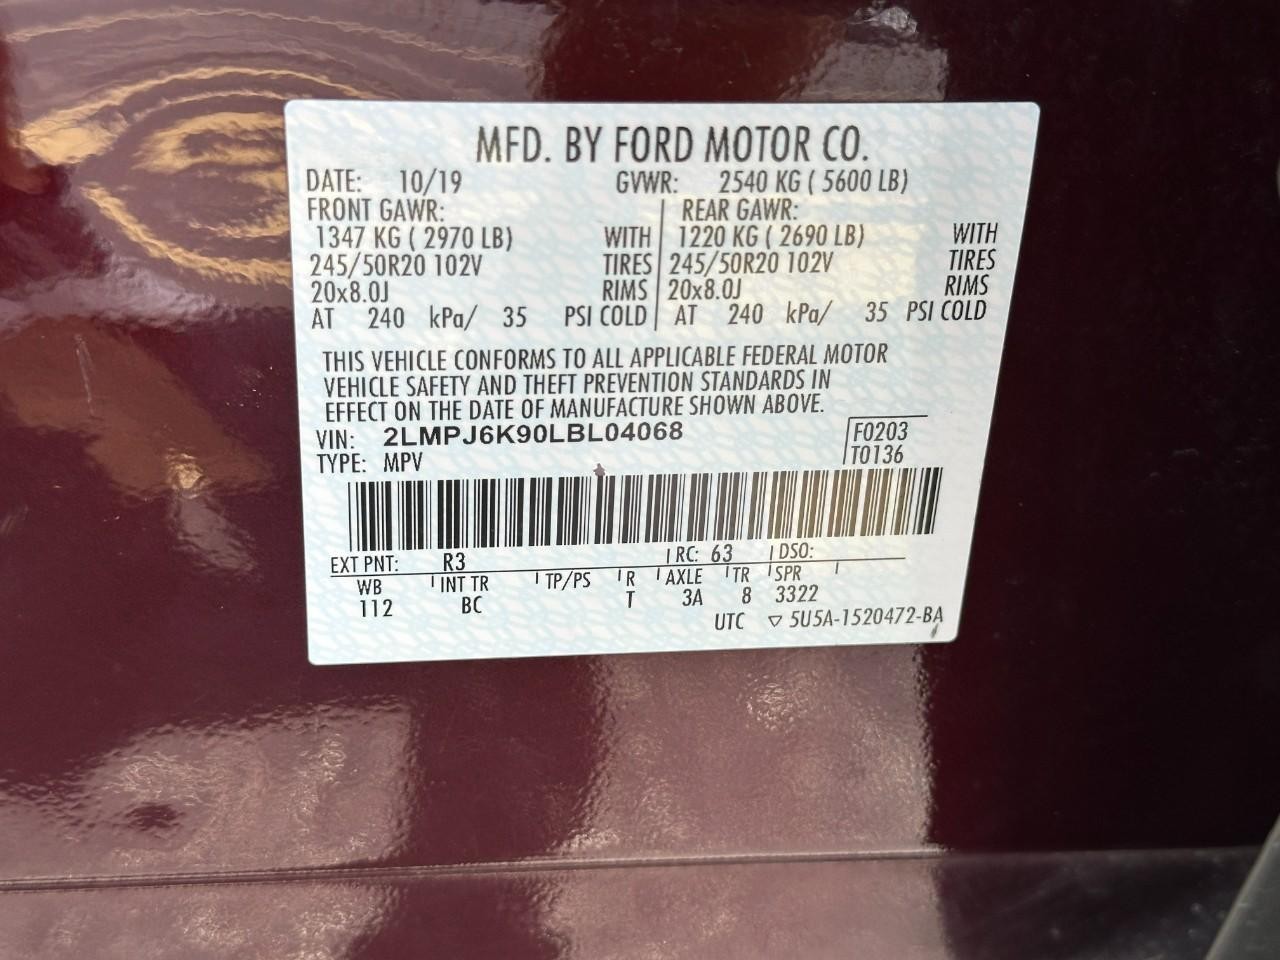 MFD. BY FORD MOTOR CO.
DATE: 10/19 GVWR: 2540 KG ( 5600 LB)
FRONT GAWR: REAR GAWR:
1347 KG ( 2970 LB) WITH 1220 KG ( 2690 LB) WITH
245/50R20 102V TIRES 245/50R20 102V TIRES
20x8.0J RIMS 20x8.0J RIMS
AT 240 kPa/ 35 PSI COLD AT 240 kPa/ 35 PSI COLD
THIS VEHICLE CONFORMS TO ALL APPLICABLE FEDERAL MOTOR
VEHICLE SAFETY AND THEFT PREVENTION STANDARDS IN
EFFECT ON THE DATE OF MANUFACTURE SHOWN ABOVE.
VIN: 2LMPJ6K90LBL04068 F0203
TYPE: MPV T0136
EXT PNT: R3 RC: 63 DSO:
WB INT TR TP/PS R AXLE TR SPR
112 BC T 3A 8 3322
UTC ▽ 5U5A-1520472-BA